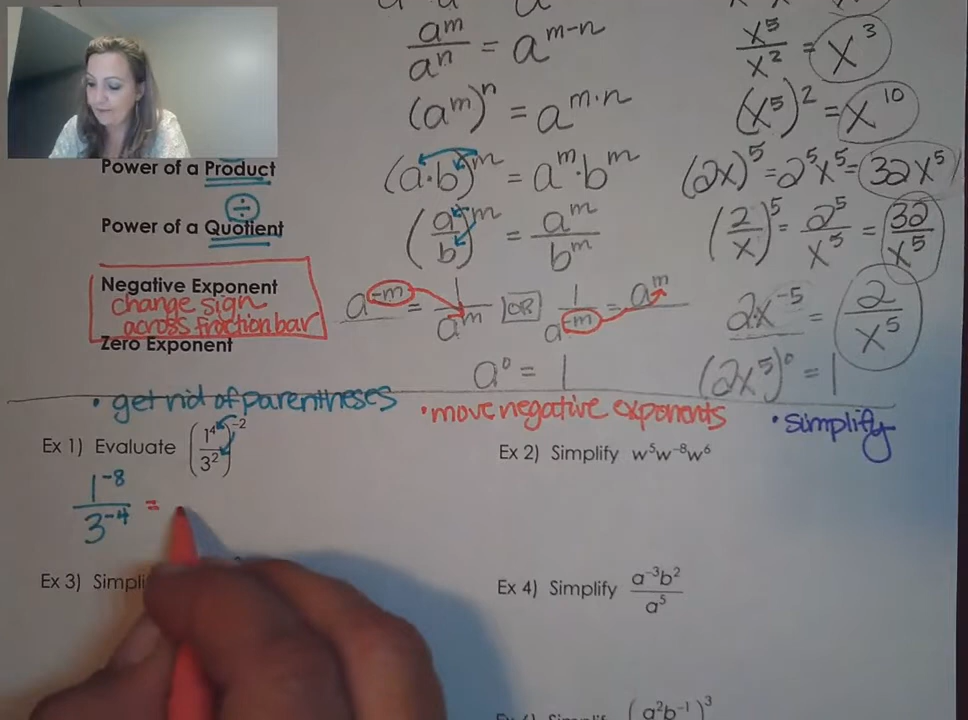 a^m/a^n = a^(m-n) x^5/x^2 = x^3
(a^m)^n = a^(m·n) (x^5)^2 = x^10
Power of a Product (a·b)^m = a^m·b^m (2x)^5 = 2^5x^5 = 32x^5
÷
Power of a Quotient (a/b)^m = a^m/b^m (2/x)^5 = 2^5/x^5 = 32/x^5
Negative Exponent
change sign
across fraction bar
a^-m = 1/a^m OR 1/a^-m = a^m 2x^-5 = 2/x^5
Zero Exponent a^0 = 1 (2x^5)^0 = 1
• get rid of parentheses • move negative exponents • simplify
Ex 1) Evaluate (1^4/3^2)^-2
1^-8/3^-4 =
Ex 2) Simplify w^5w^-8w^6
Ex 3) Simpli
Ex 4) Simplify a^-3b^2/a^5
(a^2b^-1)^3